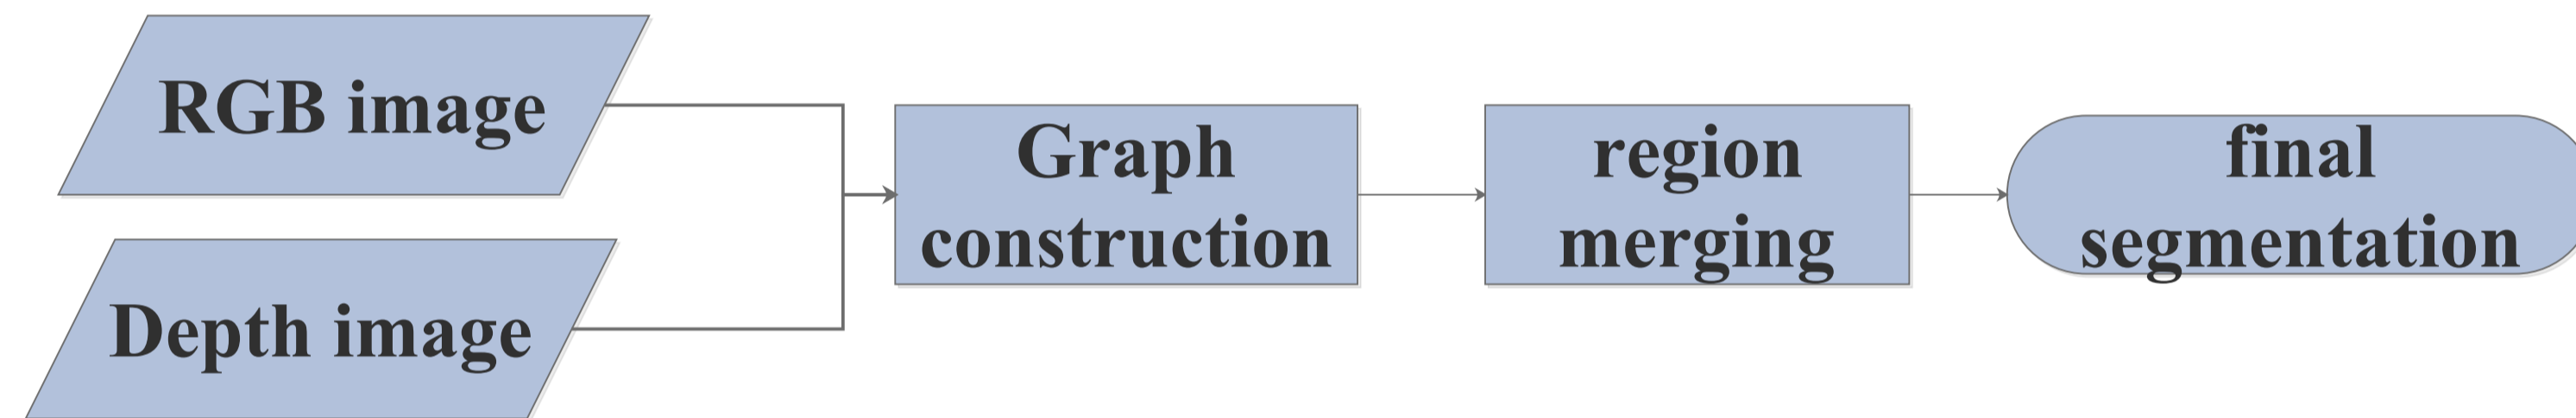 RGB image
Depth image
Graph
construction
region
merging
final
segmentation